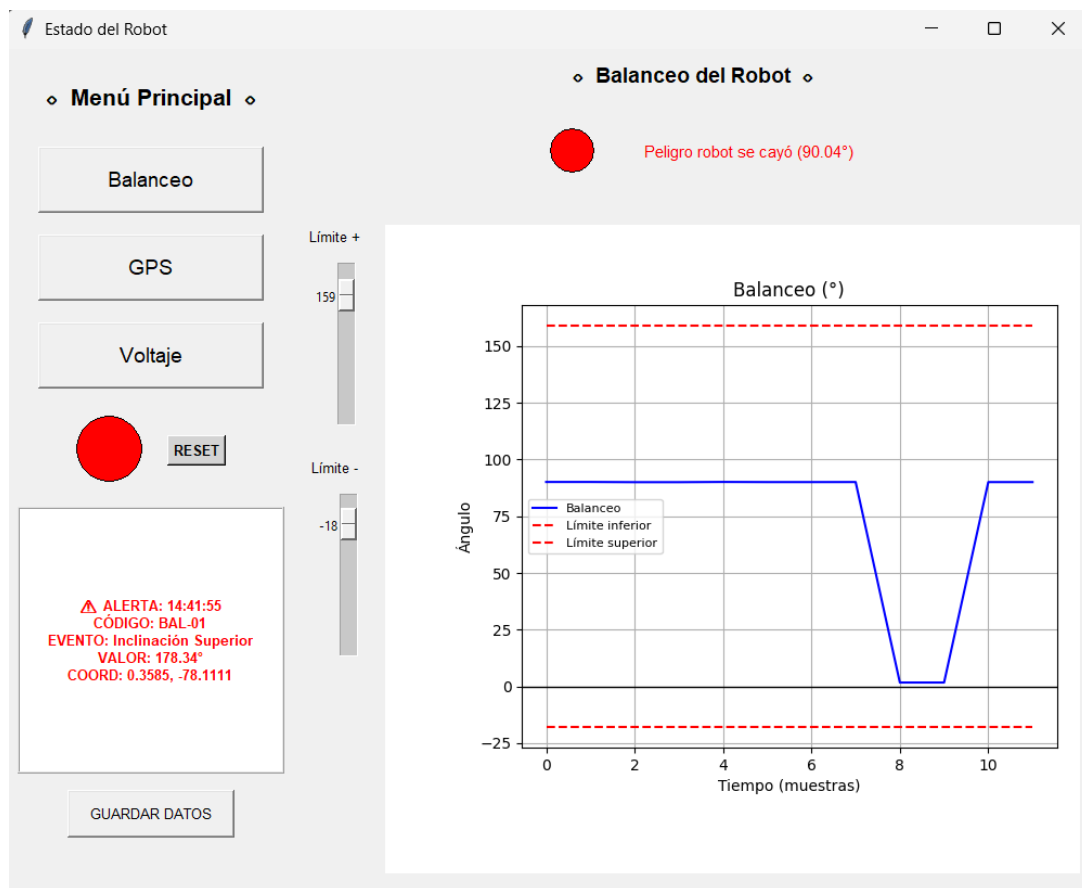 Estado del Robot
Menú Principal
Balanceo
GPS
Voltaje
RESET
⚠ ALERTA: 14:41:55
CÓDIGO: BAL-01
EVENTO: Inclinación Superior
VALOR: 178.34°
COORD: 0.3585, -78.1111
GUARDAR DATOS
Límite +
159
Límite -
-18
Balanceo del Robot
Peligro robot se cayó (90.04°)
Balanceo (°)
150
125
100
75
50
25
0
−25
Ángulo
Balanceo
Límite inferior
Límite superior
0 2 4 6 8 10
Tiempo (muestras)